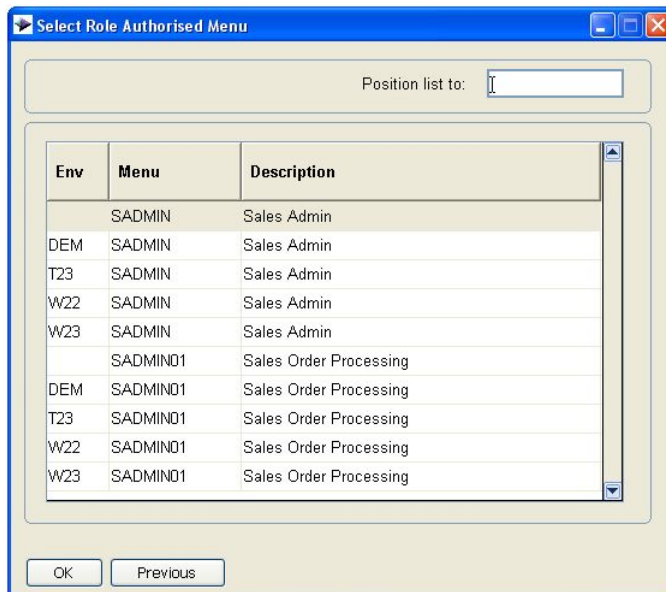 Select Role Authorised Menu
Position list to:
Env Menu Description
SADMIN Sales Admin
DEM SADMIN Sales Admin
T23 SADMIN Sales Admin
W22 SADMIN Sales Admin
W23 SADMIN Sales Admin
SADMIN01 Sales Order Processing
DEM SADMIN01 Sales Order Processing
T23 SADMIN01 Sales Order Processing
W22 SADMIN01 Sales Order Processing
W23 SADMIN01 Sales Order Processing
OK Previous